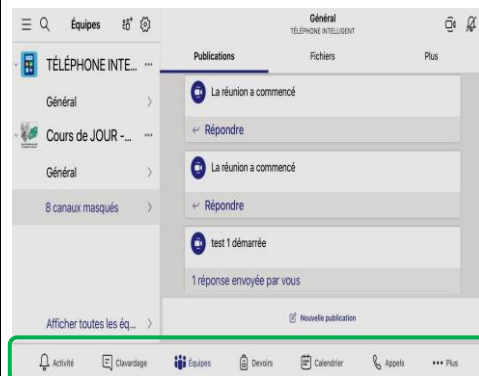 Équipes
TÉLÉPHONE INTE... ...
Général
Cours de JOUR -... ...
Général
8 canaux masqués
Afficher toutes les éq...
Général
TÉLÉPHONE INTELLIGENT
Publications Fichiers Plus
La réunion a commencé
Répondre
La réunion a commencé
Répondre
test 1 démarrée
1 réponse envoyée par vous
Nouvelle publication
Activité Clavardage Équipes Devoirs Calendrier Appels ... Plus